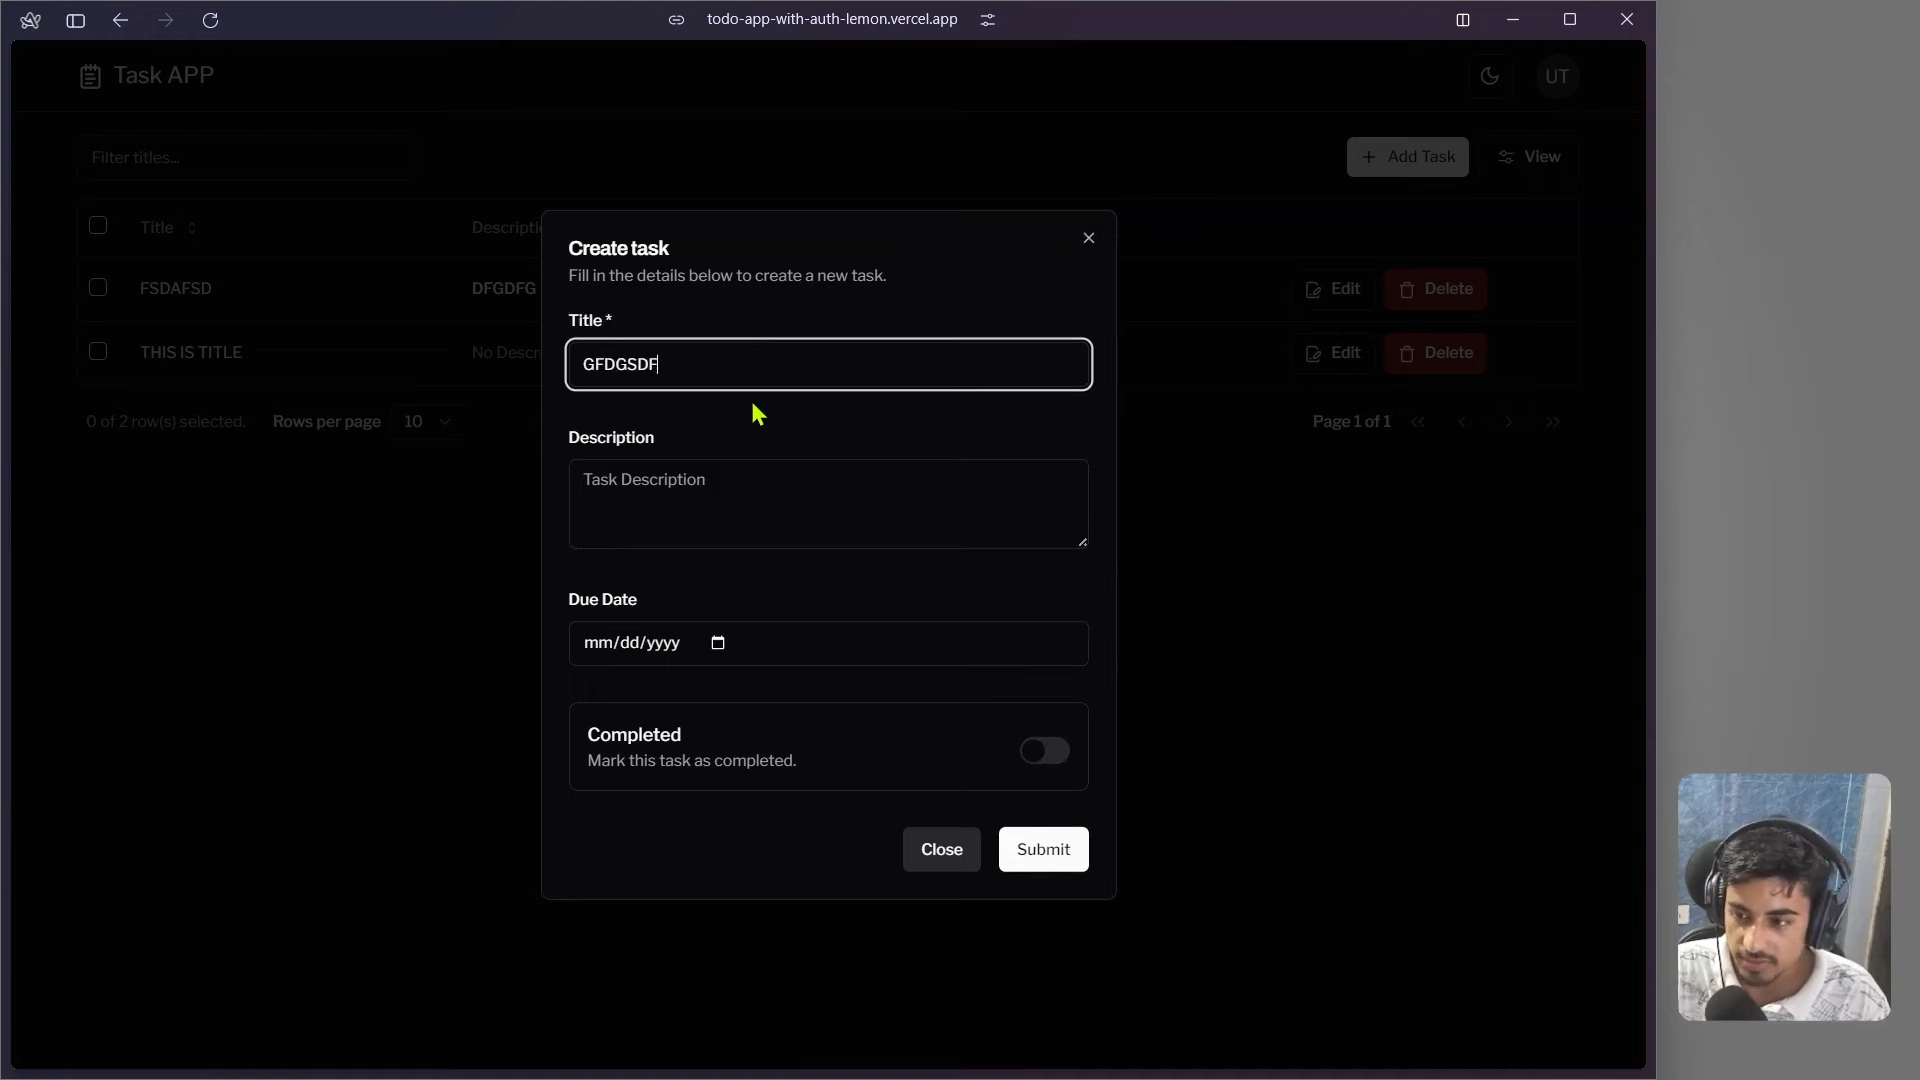 todo-app-with-auth-lemon.vercel.app
Task APP
UT
Filter titles...
+ Add Task
View
Title
FSDAFSD
DFGDFG
Edit
Delete
THIS IS TITLE
No Descr
Edit
Delete
0 of 2 row(s) selected.
Rows per page
10
Page 1 of 1
Create task
Fill in the details below to create a new task.
Title *
GFDGSDF
Description
Task Description
Due Date
mm/dd/yyyy
Completed
Mark this task as completed.
Close
Submit